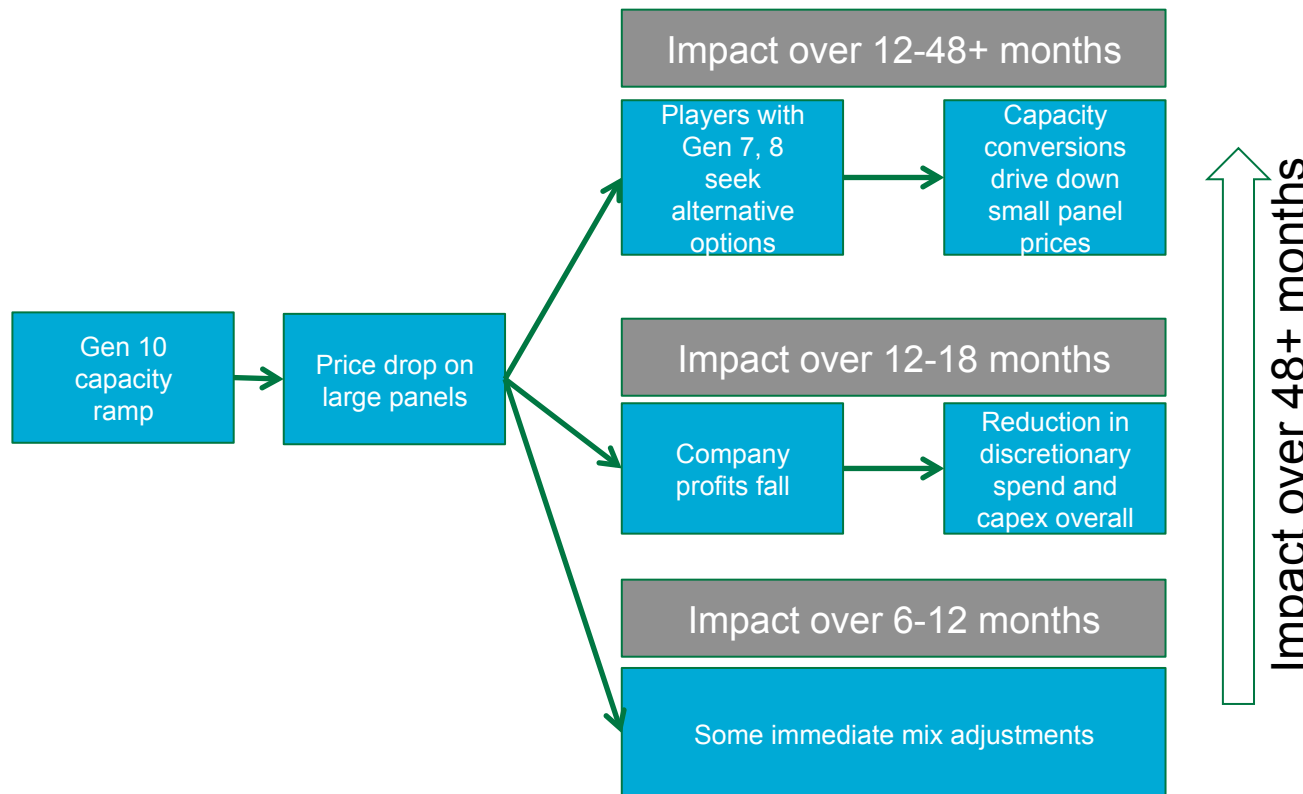 Impact over 12-48+ months
Players with
Gen 7, 8
seek
alternative
options
Capacity
conversions
drive down
small panel
prices
Gen 10
capacity
ramp
Price drop on
large panels
Impact over 12-18 months
Company
profits fall
Reduction in
discretionary
spend and
capex overall
Impact over 6-12 months
Some immediate mix adjustments
Impact over 48+ months